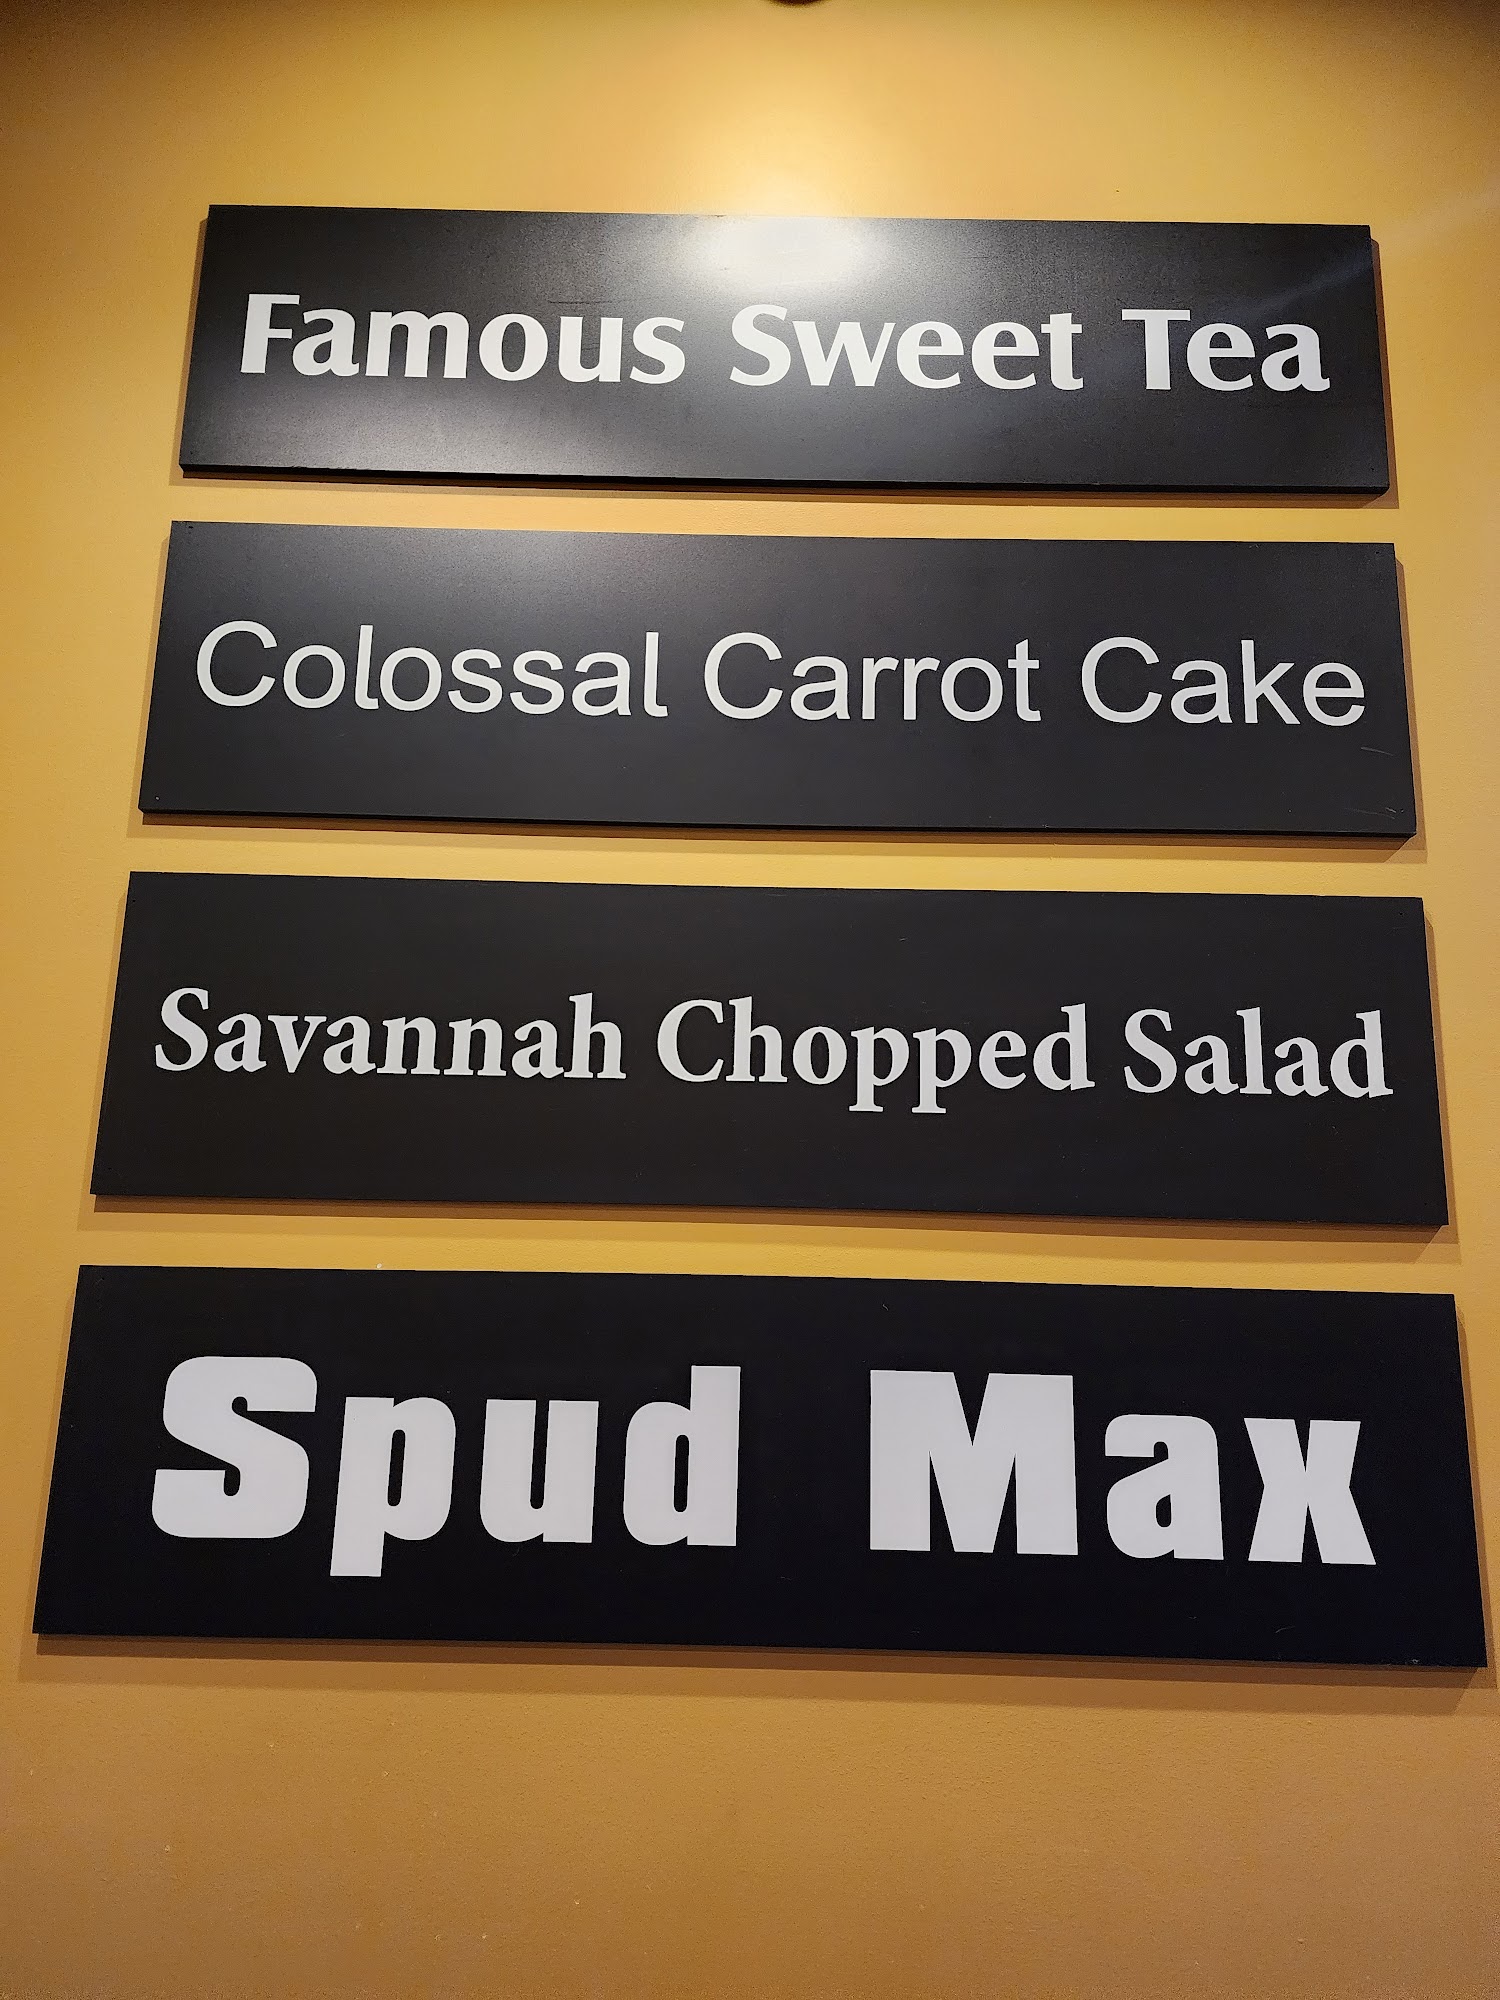 Famous Sweet Tea
Colossal Carrot Cake
Savannah Chopped Salad
Spud Max